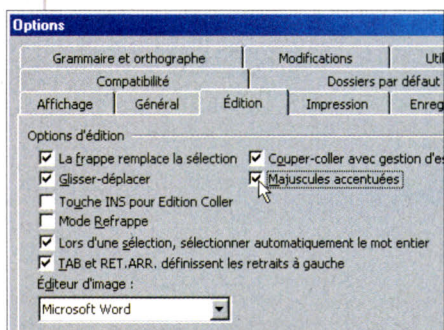 Options
Grammaire et orthographe Modifications
Compatibilité Dossiers par défaut
Affichage Général Édition Impression
Options d'édition
La frappe remplace la sélection Couper-coller avec gestion
Glisser-déplacer Majuscules accentuées
Touche INS pour Edition Coller
Mode Refrappe
Lors d'une sélection, sélectionner automatiquement le mot entier
TAB et RET.ARR. définissent les retraits à gauche
Éditeur d'image :
Microsoft Word